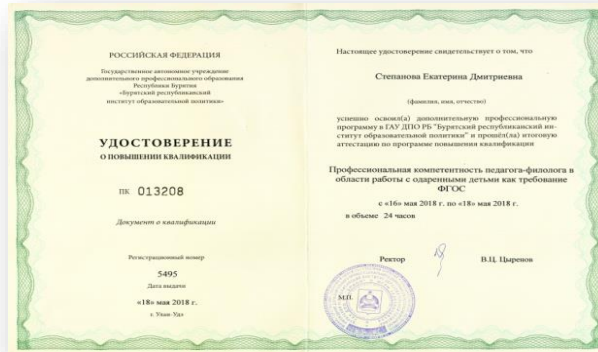 РОССИЙСКАЯ ФЕДЕРАЦИЯ
Государственное автономное учреждение
дополнительного профессионального образования
Республики Бурятия
«Бурятский республиканский
институт образовательной политики»
УДОСТОВЕРЕНИЕ
О ПОВЫШЕНИИ КВАЛИФИКАЦИИ
ПК 013208
Документ о квалификации
Регистрационный номер
5495
Дата выдачи
«18» мая 2018 г.
г. Улан-Удэ
Настоящее удостоверение свидетельствует о том, что
Степанова Екатерина Дмитриевна
(фамилия, имя, отчество)
успешно освоил(а) дополнительную профессиональную
программу в ГАУ ДПО РБ "Бурятский республиканский ин-
ститут образовательной политики" и прошёл(ла) итоговую
аттестацию по программе повышения квалификации
Профессиональная компетентность педагога-филолога в
области работы с одаренными детьми как требование
ФГОС
с «16» мая 2018 г. по «18» мая 2018 г.
в объеме 24 часов
Ректор В.Ц. Цыренов
М.П.